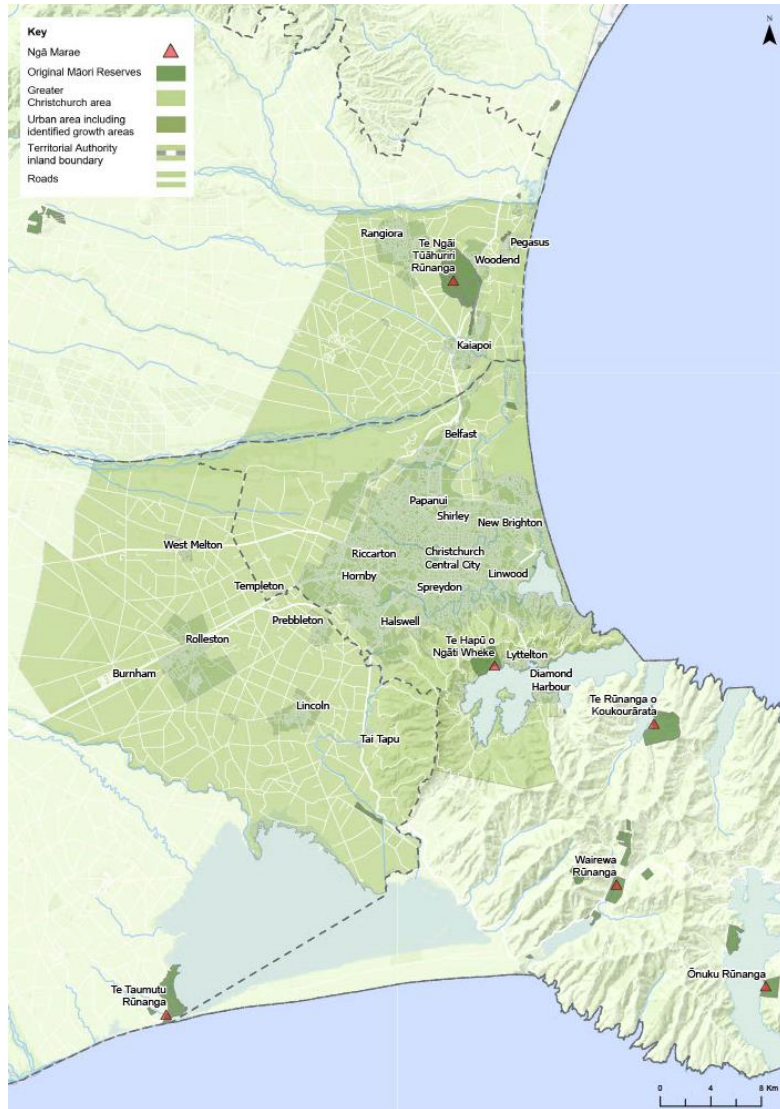 Key
Ngā Marae
Original Māori Reserves
Greater
Christchurch area
Urban area including
identified growth areas
Territorial Authority
inland boundary
Roads
N
Rangiora
Te Ngāi
Tūāhuriri
Rūnanga
Pegasus
Woodend
Kaiapoi
Belfast
Papanui
Shirley
New Brighton
West Melton
Riccarton
Christchurch
Central City
Hornby
Linwood
Templeton
Spreydon
Prebbleton
Halswell
Rolleston
Te Hapū o
Ngāti Wheke
Lyttelton
Burnham
Diamond
Harbour
Lincoln
Te Rūnanga o
Koukourārata
Tai Tapu
Wairewa
Rūnanga
Ōnuku Rūnanga
Te Taumutu
Rūnanga
0 4 8 Km